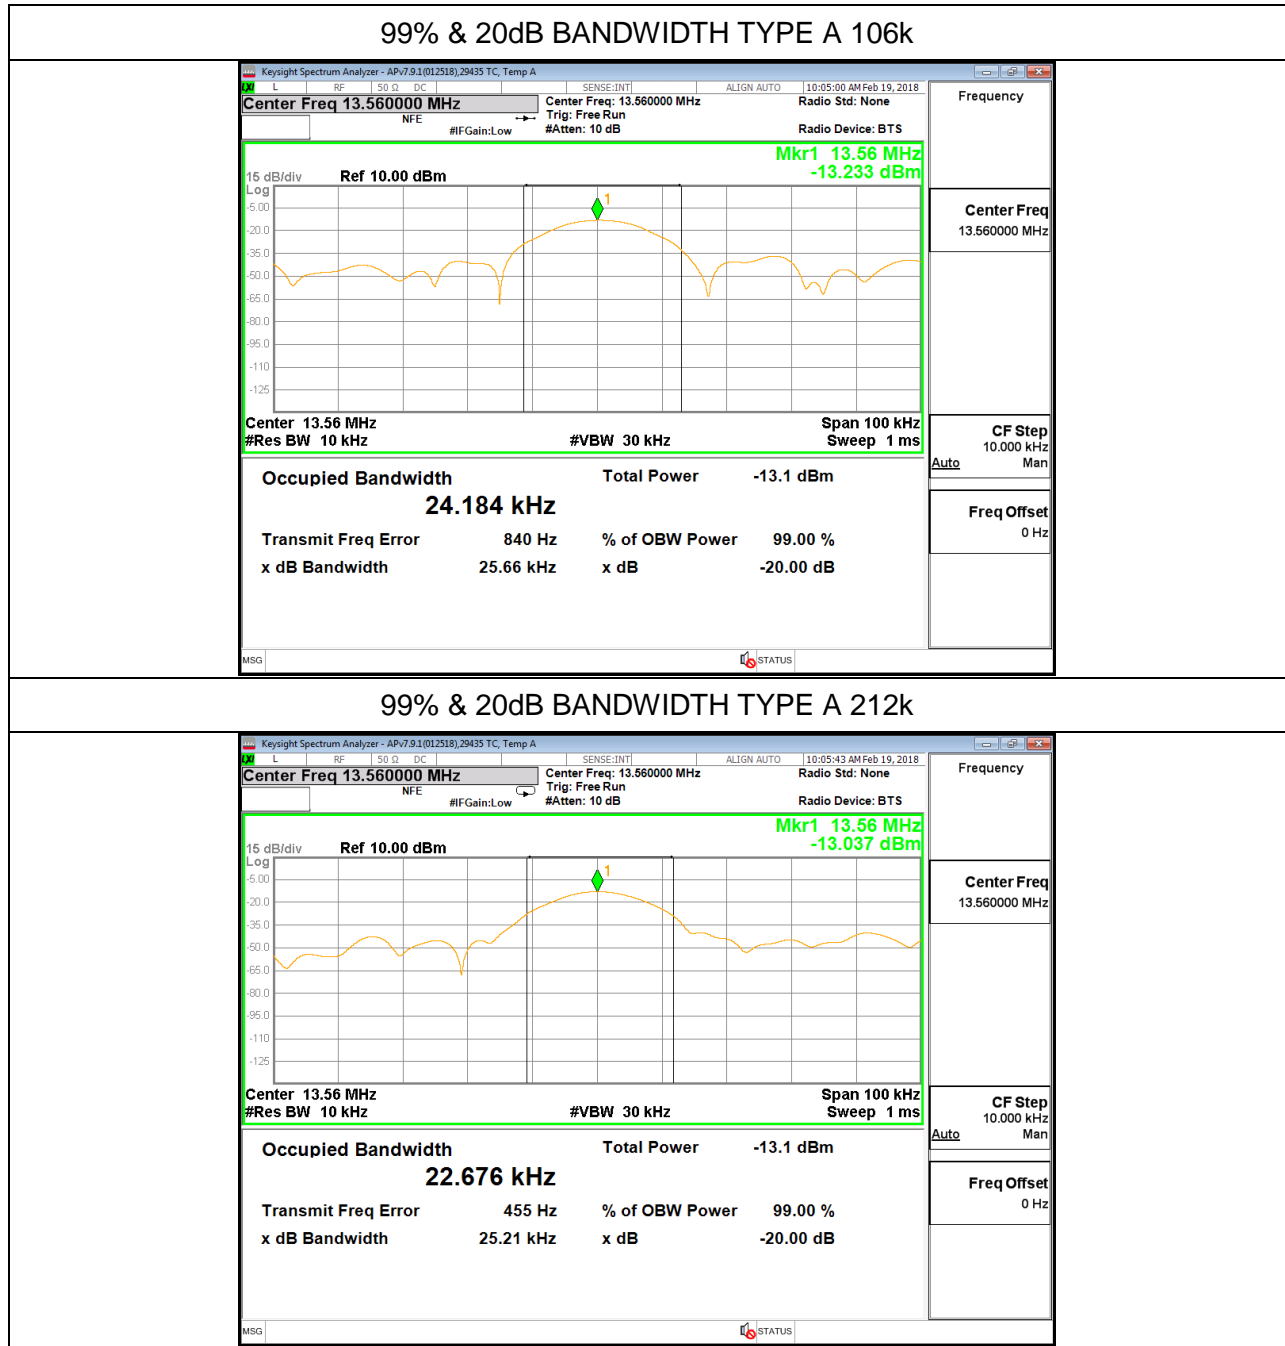 99% & 20dB BANDWIDTH TYPE A 106k
Keysight Spectrum Analyzer - APv7.9.1(012518),29435 TC, Temp A
LXI L RF 50 Ω DC SENSE:INT ALIGN AUTO 10:05:00 AM Feb 19, 2018
Center Freq 13.560000 MHz
NFE
#IFGain:Low
Center Freq: 13.560000 MHz
Trig: Free Run
#Atten: 10 dB
Radio Std: None
Radio Device: BTS
Frequency
Mkr1 13.56 MHz
-13.233 dBm
15 dB/div Ref 10.00 dBm
Log
1
-5.00
-20.0
-35.0
-50.0
-65.0
-80.0
-95.0
-110
-125
Center 13.56 MHz Span 100 kHz
#Res BW 10 kHz #VBW 30 kHz Sweep 1 ms
Center Freq
13.560000 MHz
CF Step
10.000 kHz
Auto Man
Freq Offset
0 Hz
Occupied Bandwidth Total Power -13.1 dBm
24.184 kHz
Transmit Freq Error 840 Hz % of OBW Power 99.00 %
x dB Bandwidth 25.66 kHz x dB -20.00 dB
MSG STATUS
99% & 20dB BANDWIDTH TYPE A 212k
Keysight Spectrum Analyzer - APv7.9.1(012518),29435 TC, Temp A
LXI L RF 50 Ω DC SENSE:INT ALIGN AUTO 10:05:43 AM Feb 19, 2018
Center Freq 13.560000 MHz
NFE
#IFGain:Low
Center Freq: 13.560000 MHz
Trig: Free Run
#Atten: 10 dB
Radio Std: None
Radio Device: BTS
Frequency
Mkr1 13.56 MHz
-13.037 dBm
15 dB/div Ref 10.00 dBm
Log
1
-5.00
-20.0
-35.0
-50.0
-65.0
-80.0
-95.0
-110
-125
Center 13.56 MHz Span 100 kHz
#Res BW 10 kHz #VBW 30 kHz Sweep 1 ms
Center Freq
13.560000 MHz
CF Step
10.000 kHz
Auto Man
Freq Offset
0 Hz
Occupied Bandwidth Total Power -13.1 dBm
22.676 kHz
Transmit Freq Error 455 Hz % of OBW Power 99.00 %
x dB Bandwidth 25.21 kHz x dB -20.00 dB
MSG STATUS